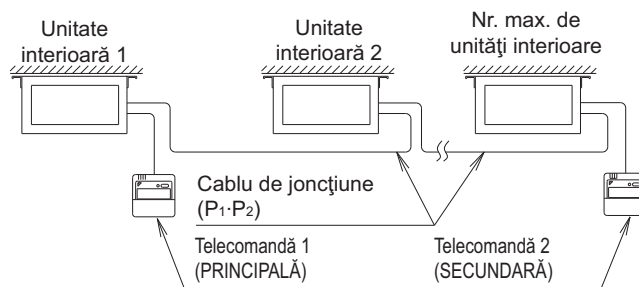 Unitate
interioară 1
Unitate
interioară 2
Nr. max. de
unităţi interioare
Cablu de joncţiune
(P1·P2)
Telecomandă 1
(PRINCIPALĂ)
Telecomandă 2
(SECUNDARĂ)